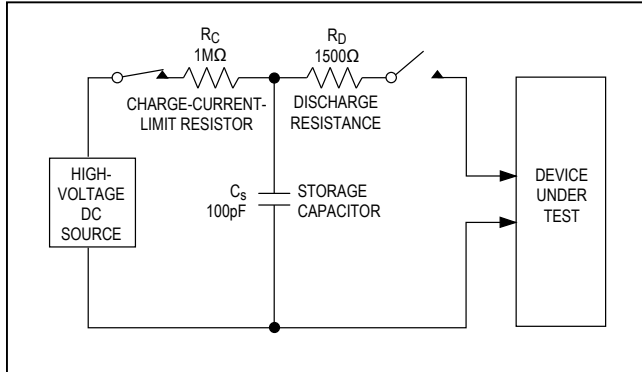 R_C
1MΩ
CHARGE-CURRENT-
LIMIT RESISTOR
R_D
1500Ω
DISCHARGE
RESISTANCE
HIGH-
VOLTAGE
DC
SOURCE
C_s
100pF
STORAGE
CAPACITOR
DEVICE
UNDER
TEST